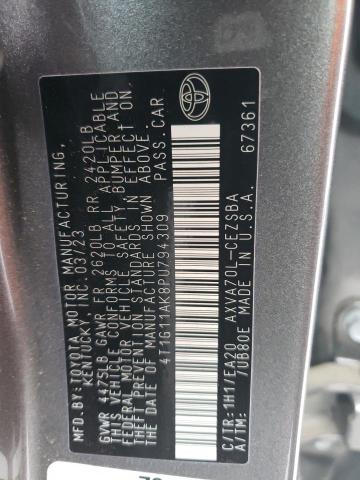 MFD.BY: TOYOTA MOTOR MANUFACTURING,
KENTUCKY, INC. 03/23
GVWR 4475LB GAWR FR 2620LB RR 2420LB
THIS VEHICLE CONFORMS TO ALL APPLICABLE
FEDERAL MOTOR VEHICLE SAFETY, BUMPER, AND
THEFT PREVENTION STANDARDS IN EFFECT ON
THE DATE OF MANUFACTURE SHOWN ABOVE.
4T1G11AK8PU794309 PASS.CAR
C/TR:1H1/EA20 AXVA70L-CEZSBA
A/TM: /UB80E MADE IN U.S.A. 67361